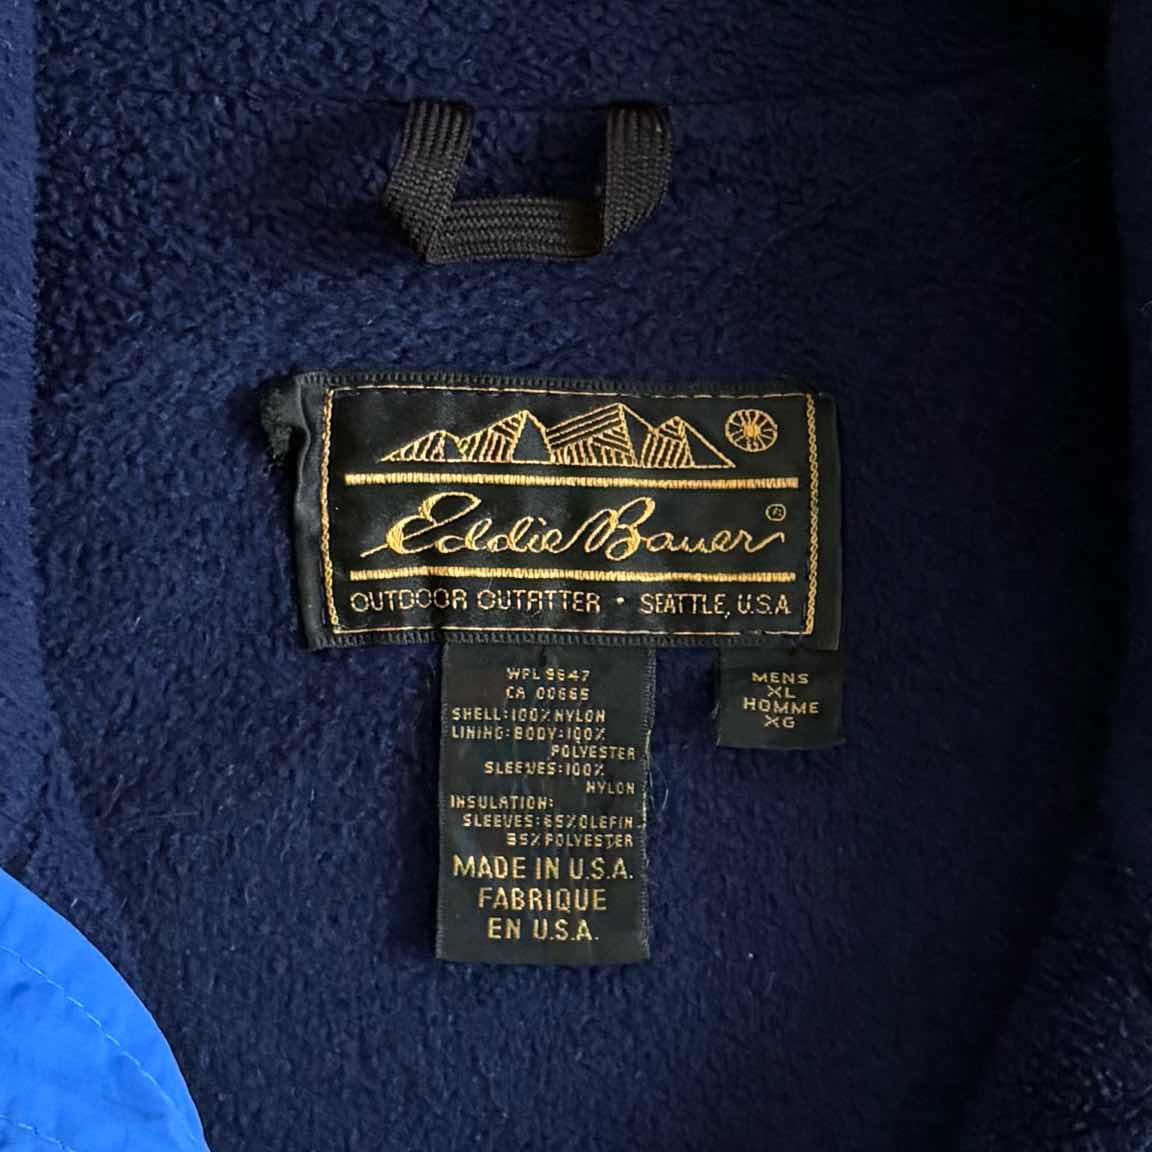 Eddie Bauer ®
OUTDOOR OUTFITTER • SEATTLE, U.S.A
WPL 9647
CA 00665
SHELL:100% NYLON
LINING:BODY:100%
POLYESTER
SLEEVES:100%
NYLON
INSULATION:
SLEEVES:65%OLEFIN
35%POLYESTER
MADE IN U.S.A.
FABRIQUE
EN U.S.A.
MENS
XL
HOMME
XG